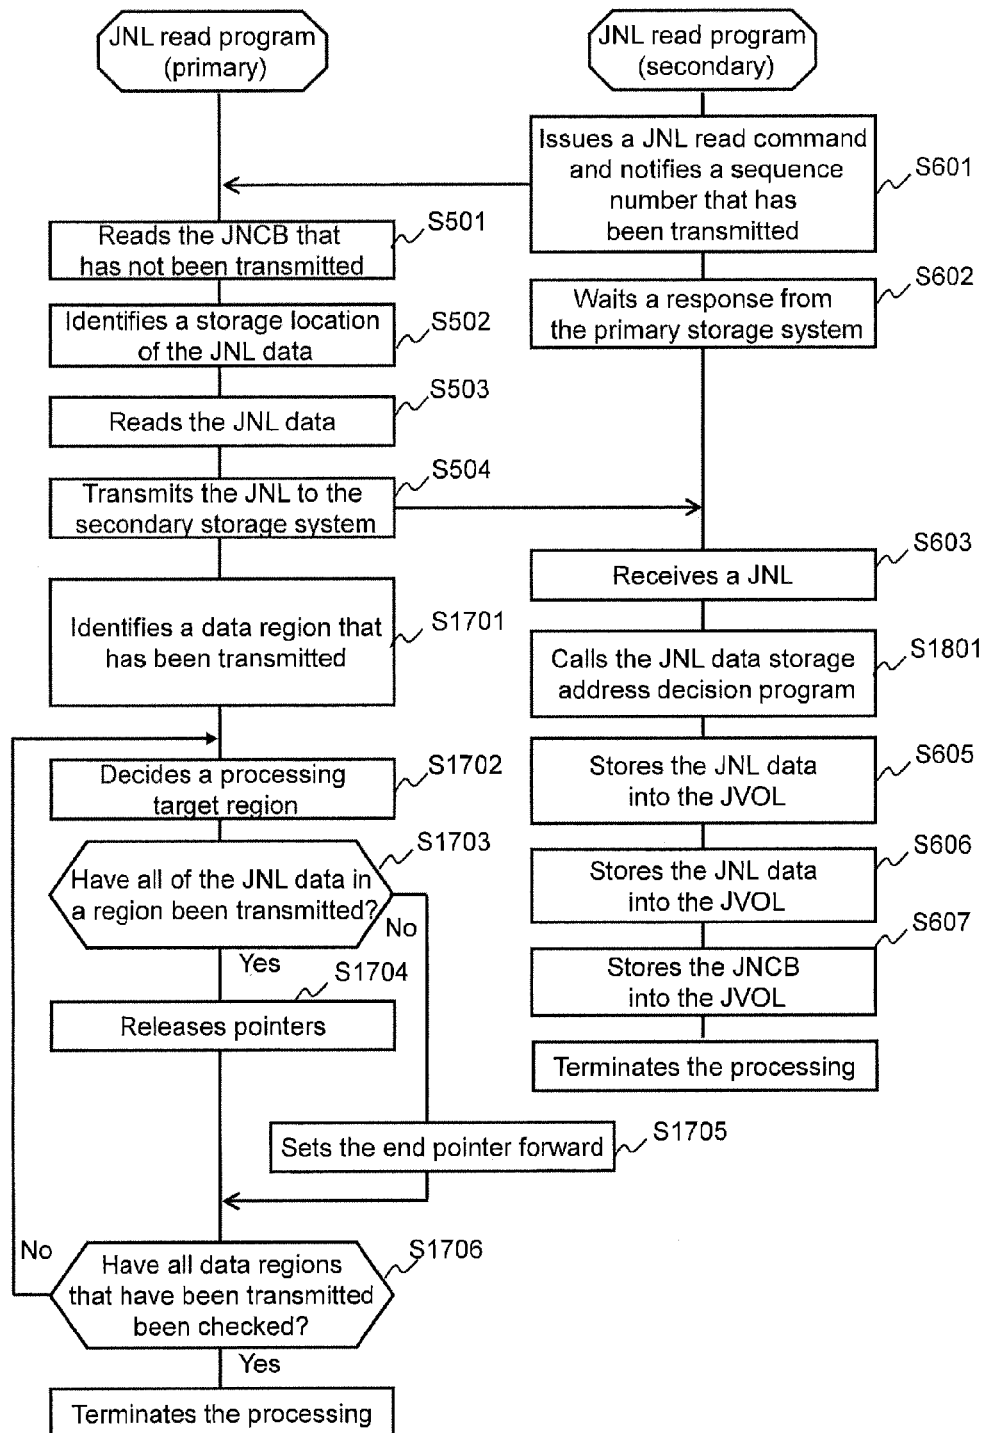 JNL read program
(primary)
S501
Reads the JNCB that
has not been transmitted
S502
Identifies a storage location
of the JNL data
S503
Reads the JNL data
S504
Transmits the JNL to the
secondary storage system
S1701
Identifies a data region that
has been transmitted
S1702
Decides a processing
target region
S1703
Have all of the JNL data in
a region been transmitted?
No
Yes
S1704
Releases pointers
S1705
Sets the end pointer forward
S1706
No
Have all data regions
that have been transmitted
been checked?
Yes
Terminates the processing
JNL read program
(secondary)
S601
Issues a JNL read command
and notifies a sequence
number that has
been transmitted
S602
Waits a response from
the primary storage system
S603
Receives a JNL
S1801
Calls the JNL data storage
address decision program
S605
Stores the JNL data
into the JVOL
S606
Stores the JNL data
into the JVOL
S607
Stores the JNCB
into the JVOL
Terminates the processing